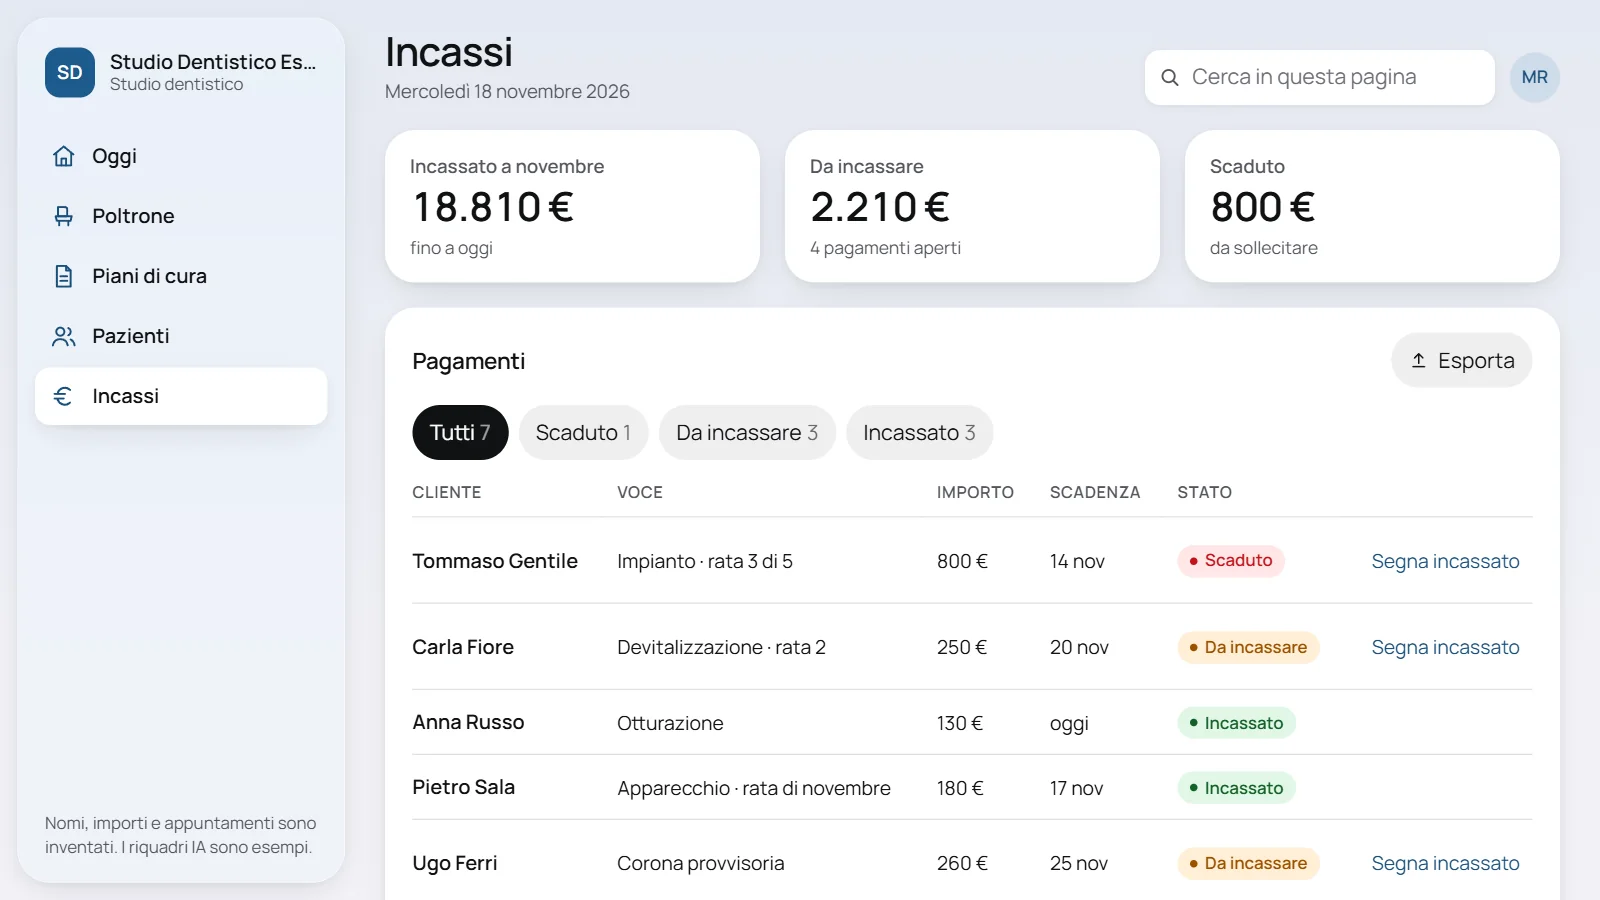 SD
Studio Dentistico Es…
Studio dentistico
Oggi
Poltrone
Piani di cura
Pazienti
Incassi
Nomi, importi e appuntamenti sono
inventati. I riquadri IA sono esempi.
Incassi
Mercoledì 18 novembre 2026
Cerca in questa pagina
MR
Incassato a novembre
18.810 €
fino a oggi
Da incassare
2.210 €
4 pagamenti aperti
Scaduto
800 €
da sollecitare
Pagamenti
Esporta
Tutti 7
Scaduto 1
Da incassare 3
Incassato 3
CLIENTE VOCE IMPORTO SCADENZA STATO
Tommaso Gentile Impianto · rata 3 di 5 800 € 14 nov Scaduto Segna incassato
Carla Fiore Devitalizzazione · rata 2 250 € 20 nov Da incassare Segna incassato
Anna Russo Otturazione 130 € oggi Incassato
Pietro Sala Apparecchio · rata di novembre 180 € 17 nov Incassato
Ugo Ferri Corona provvisoria 260 € 25 nov Da incassare Segna incassato